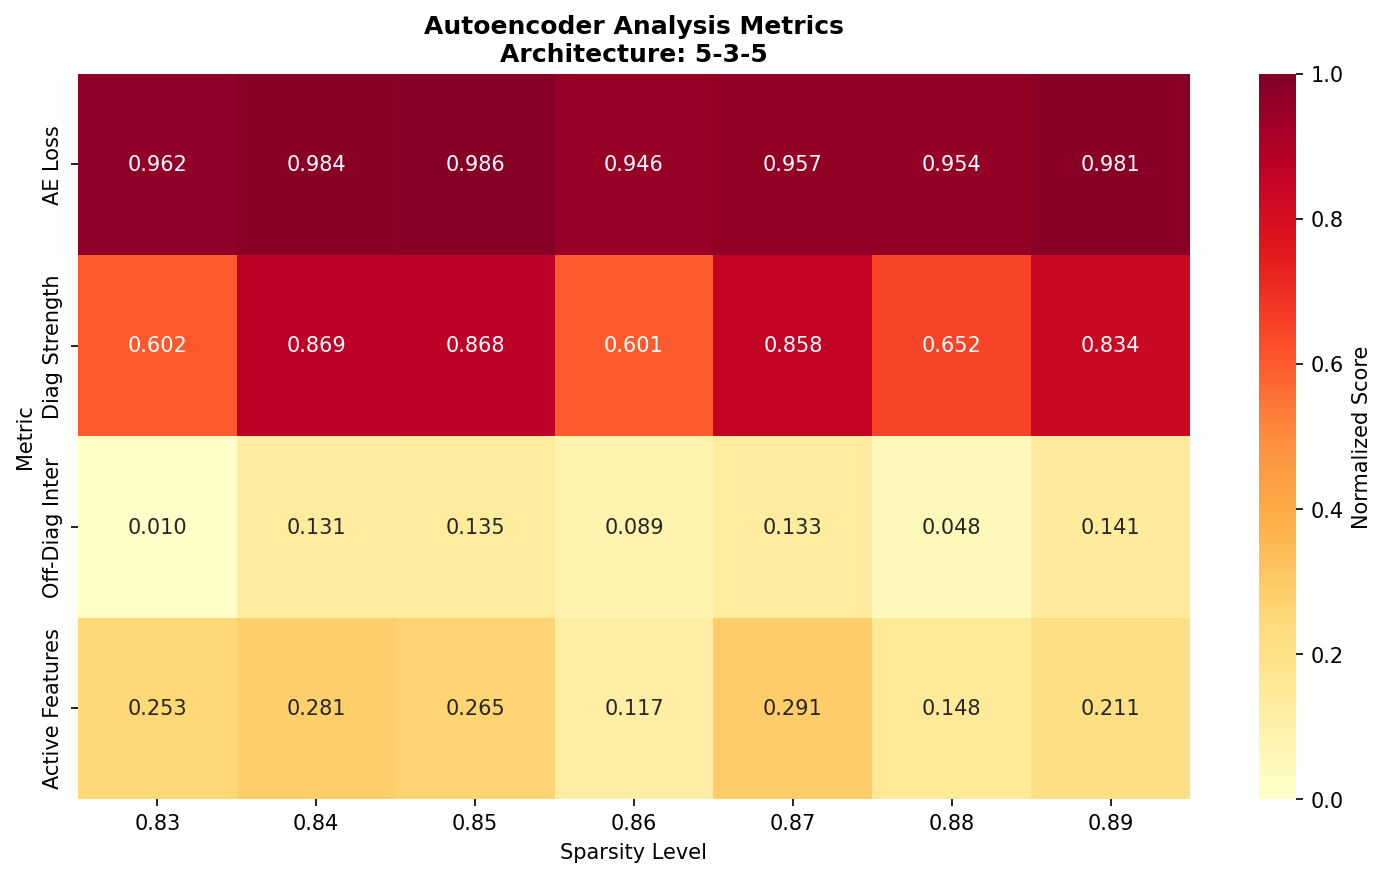 Autoencoder Analysis Metrics
Architecture: 5-3-5
Metric
AE Loss
0.962 0.984 0.986 0.946 0.957 0.954 0.981
Diag Strength
0.602 0.869 0.868 0.601 0.858 0.652 0.834
Off-Diag Inter
0.010 0.131 0.135 0.089 0.133 0.048 0.141
Active Features
0.253 0.281 0.265 0.117 0.291 0.148 0.211
0.83 0.84 0.85 0.86 0.87 0.88 0.89
Sparsity Level
1.0
0.8
0.6
0.4
0.2
0.0
Normalized Score